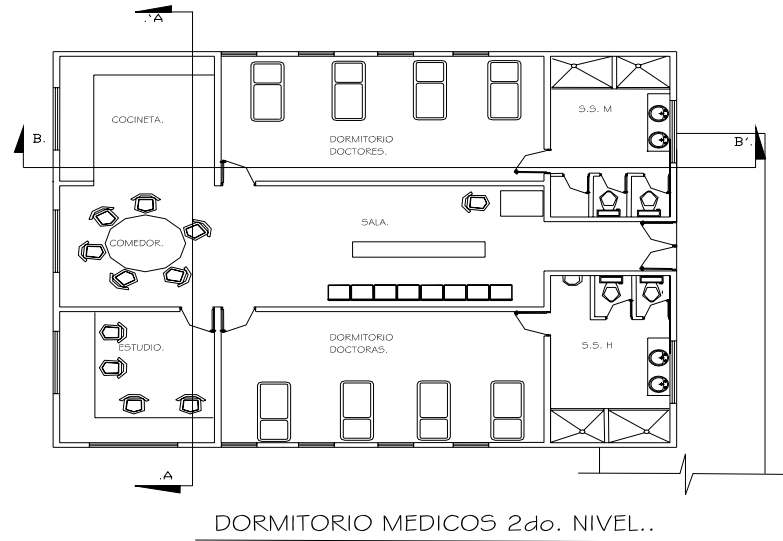 .'A
COCINETA.
DORMITORIO
DOCTORES.
S.S. M
B.
B'.
SALA.
COMEDOR.
ESTUDIO.
DORMITORIO
DOCTORAS.
S.S. H
.A
DORMITORIO MEDICOS 2do. NIVEL..